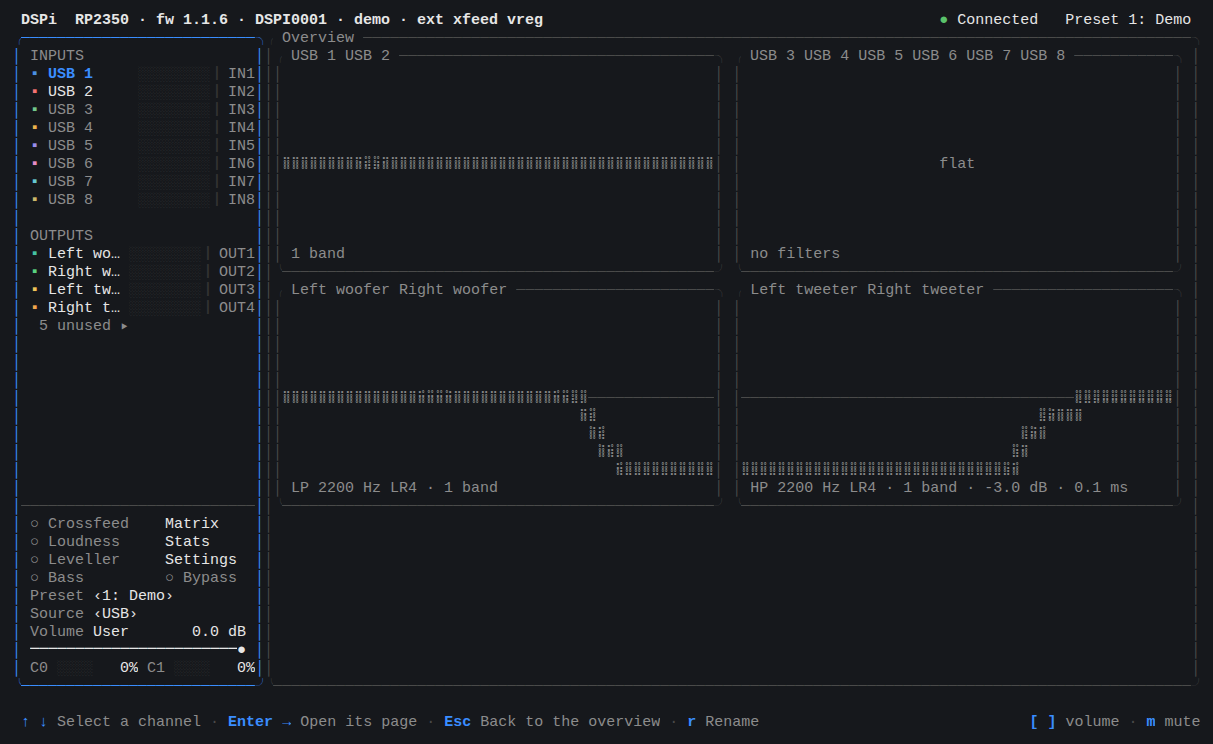 DSPi RP2350 · fw 1.1.6 · DSPI0001 · demo · ext xfeed vreg
● Connected Preset 1: Demo
INPUTS
USB 1 IN1
USB 2 IN2
USB 3 IN3
USB 4 IN4
USB 5 IN5
USB 6 IN6
USB 7 IN7
USB 8 IN8
OUTPUTS
Left wo… OUT1
Right w… OUT2
Left tw… OUT3
Right t… OUT4
5 unused ▸
○ Crossfeed Matrix
○ Loudness Stats
○ Leveller Settings
○ Bass ○ Bypass
Preset ‹1: Demo›
Source ‹USB›
Volume User 0.0 dB
C0 0% C1 0%
Overview
USB 1 USB 2
1 band
USB 3 USB 4 USB 5 USB 6 USB 7 USB 8
flat
no filters
Left woofer Right woofer
LP 2200 Hz LR4 · 1 band
Left tweeter Right tweeter
HP 2200 Hz LR4 · 1 band · -3.0 dB · 0.1 ms
↑ ↓ Select a channel · Enter → Open its page · Esc Back to the overview · r Rename
[ ] volume · m mute